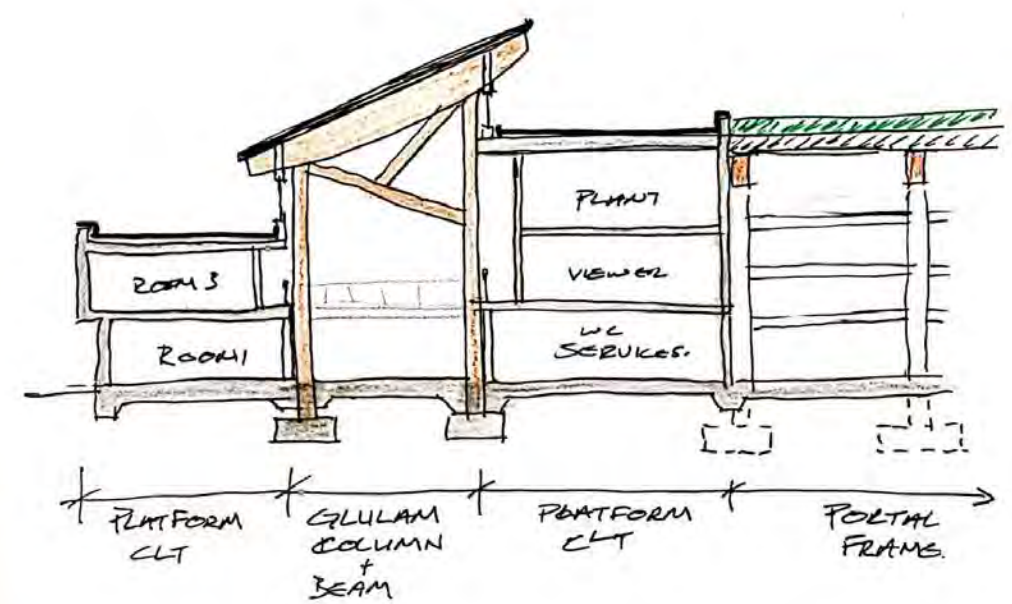 PLANT
ROOM 3
VIEWER
ROOM 1
WC
SERVICES.
PLATFORM
CLT
GLULAM
COLUMN
+
BEAM
PLATFORM
CLT
PORTAL
FRAME.